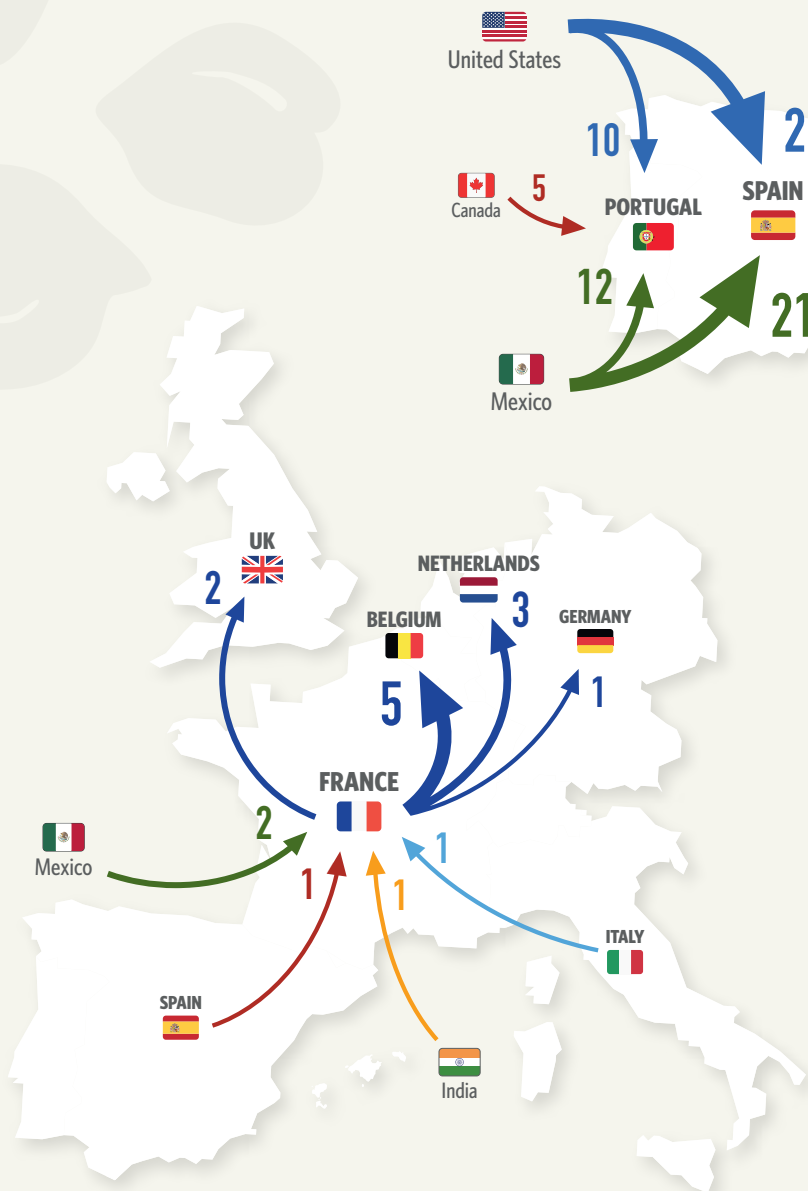 United States
10
2
Canada
5
PORTUGAL
SPAIN
12
21
Mexico
UK
2
NETHERLANDS
3
BELGIUM
GERMANY
5
1
FRANCE
2
Mexico
1
1
1
ITALY
SPAIN
India